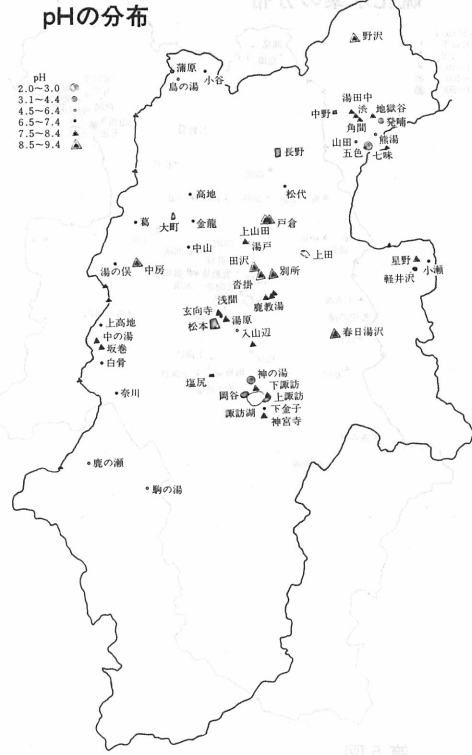 pHの分布
pH
2.0〜3.0
3.1〜4.4
4.5〜6.4
6.5〜7.4
7.5〜8.4
8.5〜9.4
野沢
蒲原
小谷
島の湯
湯田中
渋
地獄谷
中野
発哺
角間
熊湯
山田
五色
七味
長野
高地
松代
葛
大町
金龍
戸倉
上山田
中山
湯戸
上田
星野
小瀬
湯の俣
中房
田沢
別所
軽井沢
沓掛
浅間
鹿教湯
玄向寺
湯原
上高地
松本
入山辺
春日湯沢
中の湯
坂巻
白骨
塩尻
神の湯
下諏訪
奈川
岡谷
上諏訪
諏訪湖
下金子
神宮寺
鹿の瀬
駒の湯